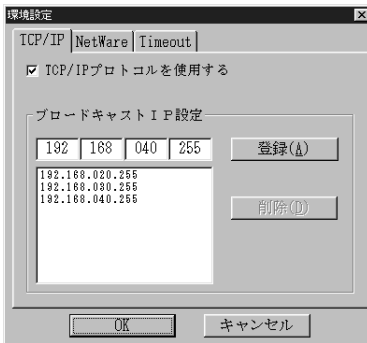 環境設定
TCP/IP NetWare Timeout
TCP/IPプロトコルを使用する
ブロードキャストIP設定
192 168 040 255 登録(A)
192.168.020.255
192.168.030.255
192.168.040.255
削除(D)
OK キャンセル